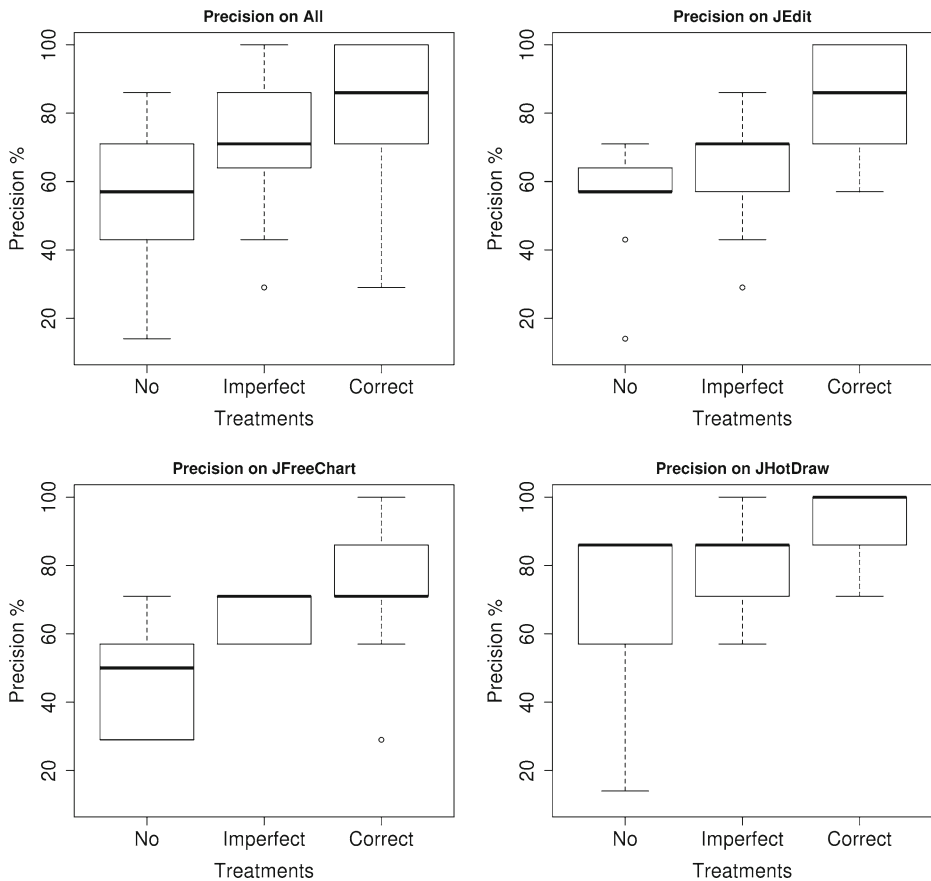 Precision on All
Precision %
100
80
60
40
20
No Imperfect Correct
Treatments
Precision on JEdit
Precision %
100
80
60
40
20
No Imperfect Correct
Treatments
Precision on JFreeChart
Precision %
100
80
60
40
20
No Imperfect Correct
Treatments
Precision on JHotDraw
Precision %
100
80
60
40
20
No Imperfect Correct
Treatments